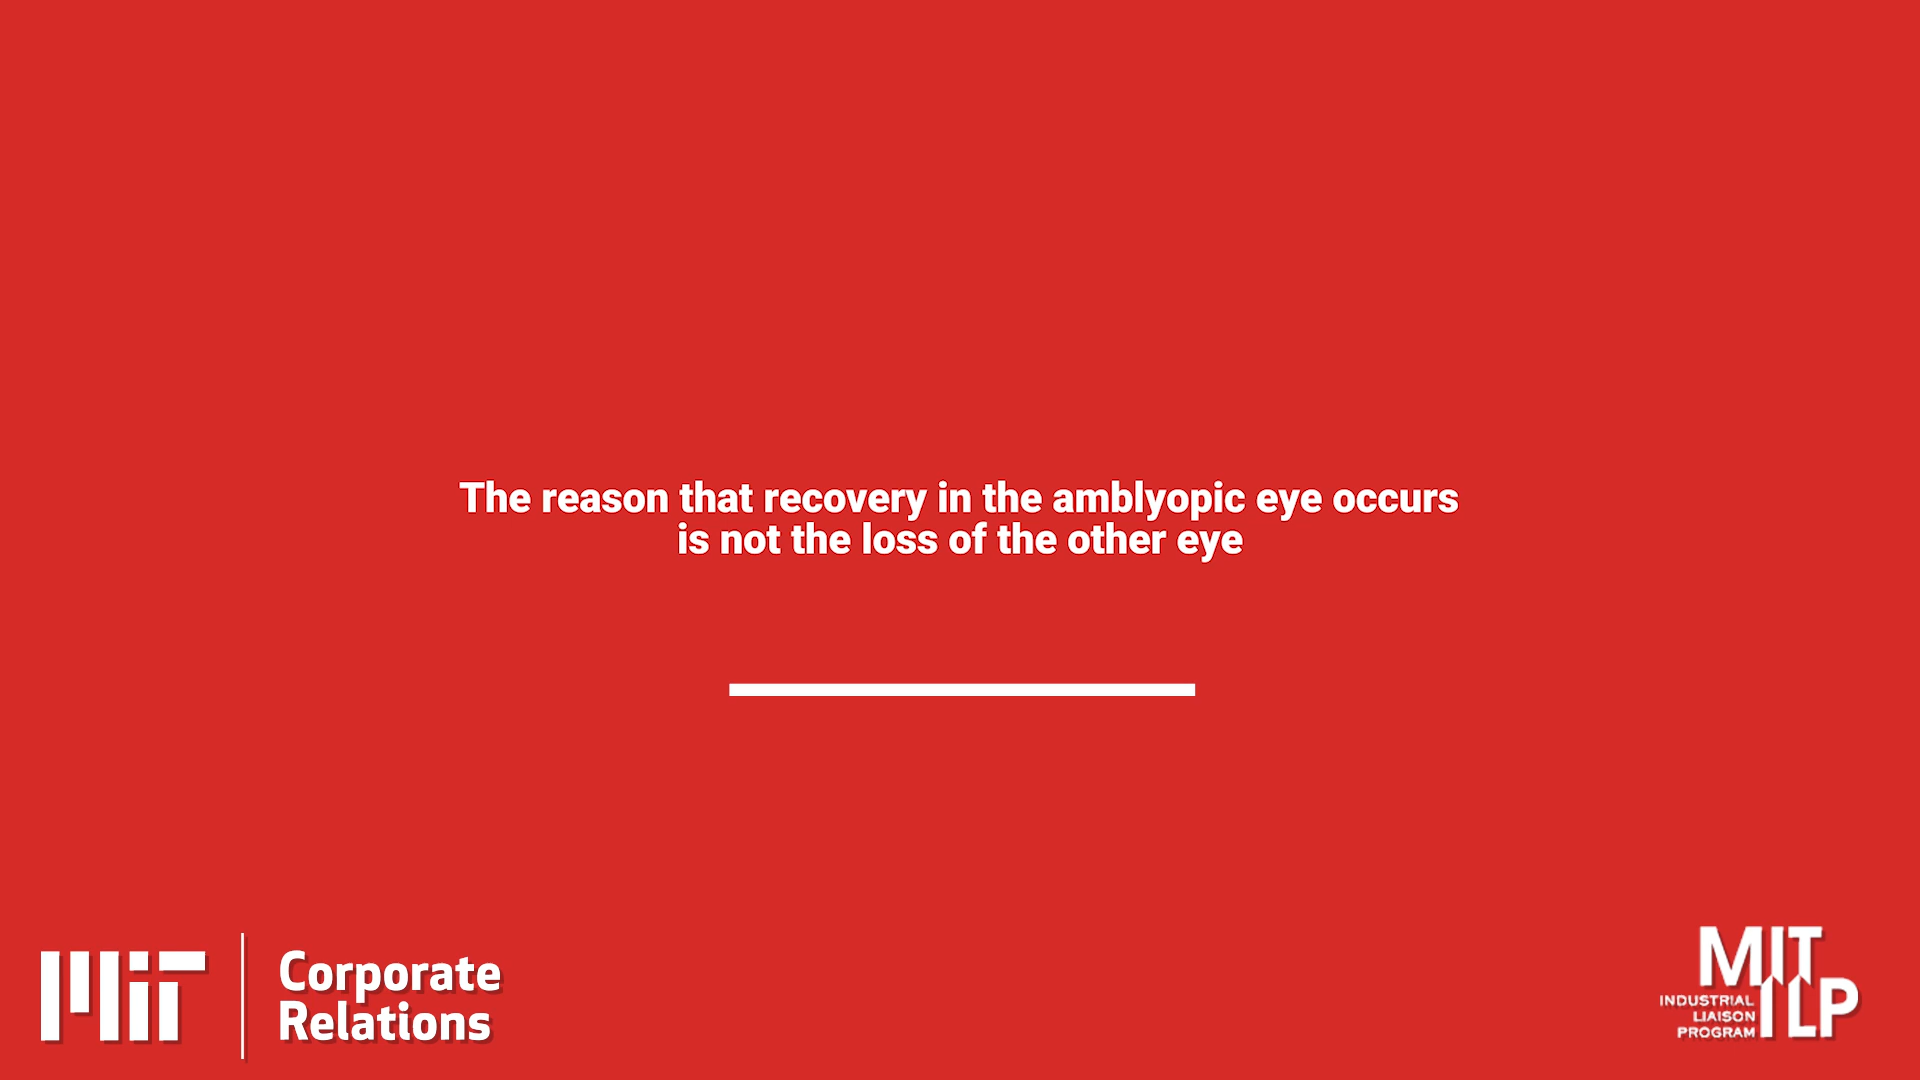 The reason that recovery in the amblyopic eye occurs
is not the loss of the other eye
MIT
Corporate
Relations
MIT
ILP
INDUSTRIAL
LIAISON
PROGRAM